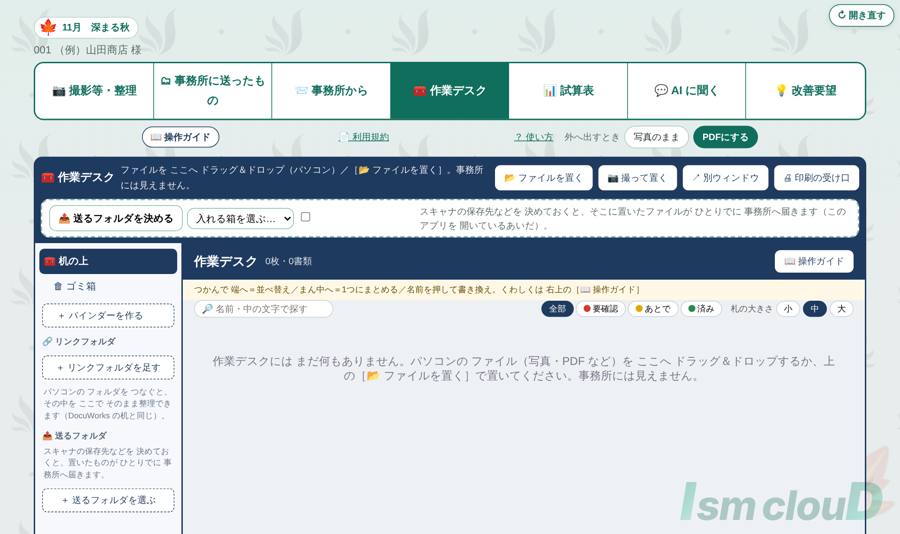 ↻ 開き直す
🍁 11月 深まる秋
001 （例）山田商店 様
📷 撮影等・整理
🗂 事務所に送ったも
の
📨 事務所から
🧰 作業デスク
📊 試算表
💬 AI に聞く
💡 改善要望
📖 操作ガイド
📄 利用規約
？ 使い方
外へ出すとき
写真のまま
PDFにする
🧰 作業デスク
ファイルを ここへ ドラッグ＆ドロップ（パソコン）／［📂 ファイルを置く］。事務所
には見えません。
📂 ファイルを置く
📷 撮って置く
↗ 別ウィンドウ
🖨 印刷の受け口
📤 送るフォルダを決める
入れる箱を選ぶ…
スキャナの保存先などを 決めておくと、そこに置いたファイルが ひとりでに 事務所へ届きます（この
アプリを 開いているあいだ）。
🧰 机の上
🗑 ゴミ箱
＋ バインダーを作る
🔗 リンクフォルダ
＋ リンクフォルダを足す
パソコンの フォルダを つなぐと、
その中を ここで そのまま整理でき
ます（DocuWorks の机と同じ）。
📤 送るフォルダ
スキャナの保存先などを 決めてお
くと、置いたものが ひとりでに 事
務所へ届きます。
＋ 送るフォルダを選ぶ
作業デスク
0枚・0書類
📖 操作ガイド
つかんで 端へ＝並べ替え／まん中へ＝1つにまとめる／名前を押して書き換え。くわしくは 右上の［📖 操作ガイド］
🔎 名前・中の文字で探す
全部
要確認
あとで
済み
札の大きさ
小
中
大
作業デスクには まだ何もありません。パソコンの ファイル（写真・PDF など）を ここへ ドラッグ＆ドロップするか、上
の［📂 ファイルを置く］で置いてください。事務所には見えません。
Ism clouD